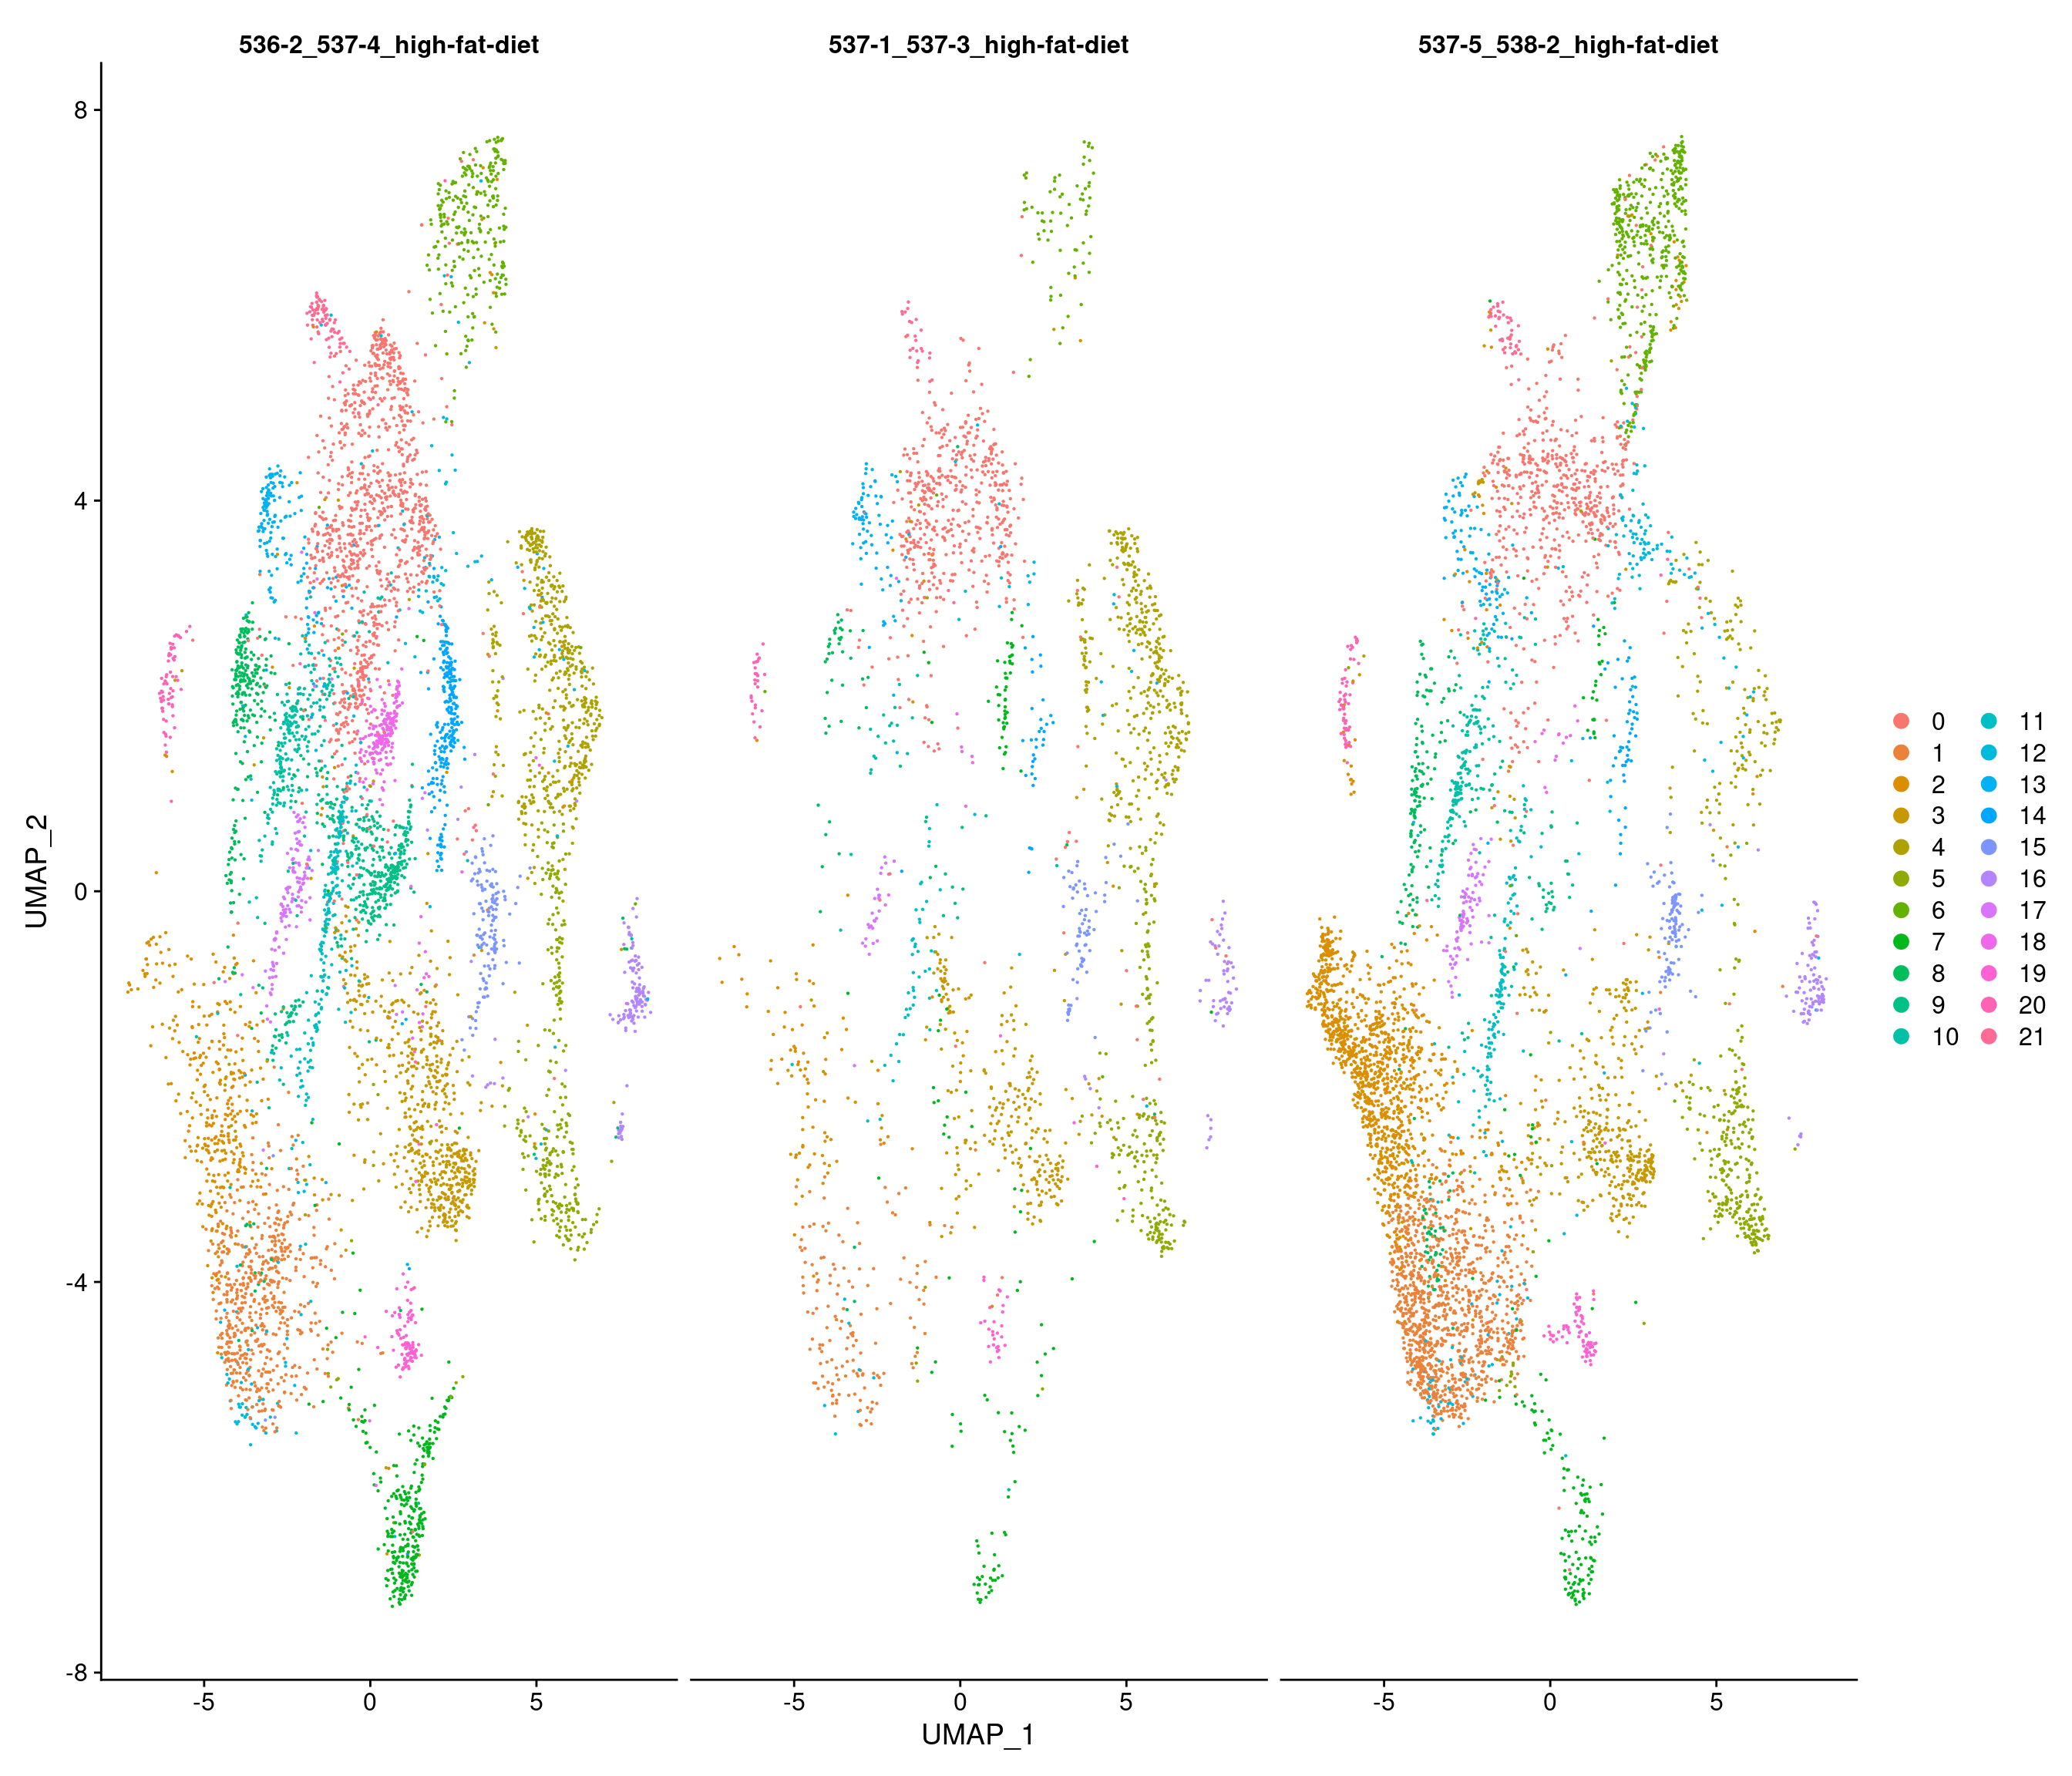 536-2_537-4_high-fat-diet
537-1_537-3_high-fat-diet
537-5_538-2_high-fat-diet
8
4
0
-4
-8
UMAP_2
-5 0 5
-5 0 5
-5 0 5
UMAP_1
0 11
1 12
2 13
3 14
4 15
5 16
6 17
7 18
8 19
9 20
10 21